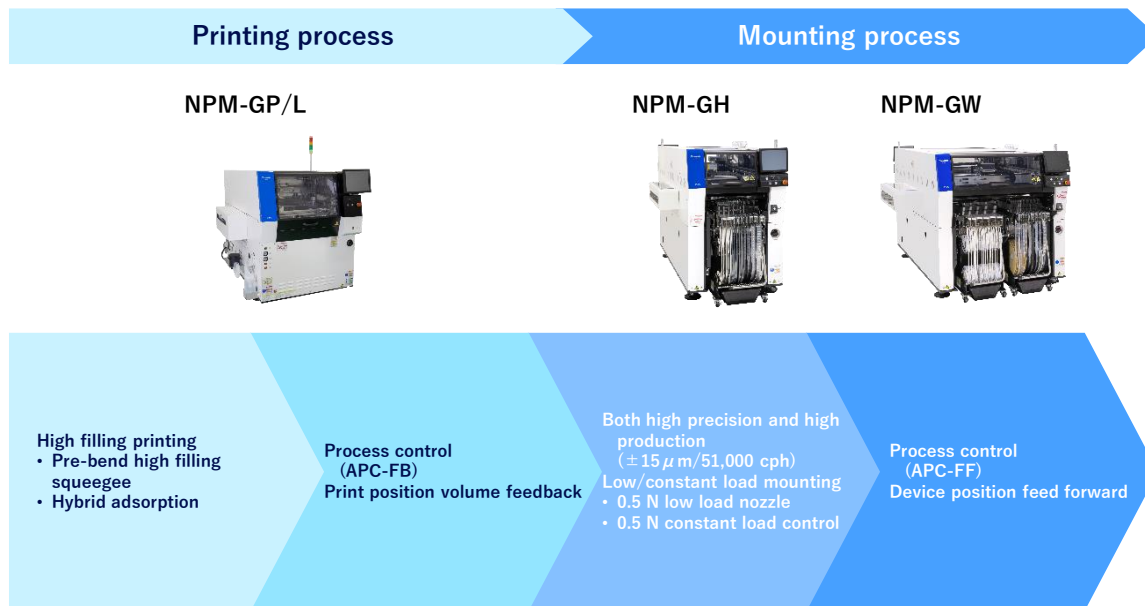 Printing process
Mounting process
NPM-GP/L
NPM-GH
NPM-GW
High filling printing
• Pre-bend high filling
squeegee
• Hybrid adsorption
Process control
(APC-FB)
Print position volume feedback
Both high precision and high
production
(±15μm/51,000 cph)
Low/constant load mounting
• 0.5 N low load nozzle
• 0.5 N constant load control
Process control
(APC-FF)
Device position feed forward